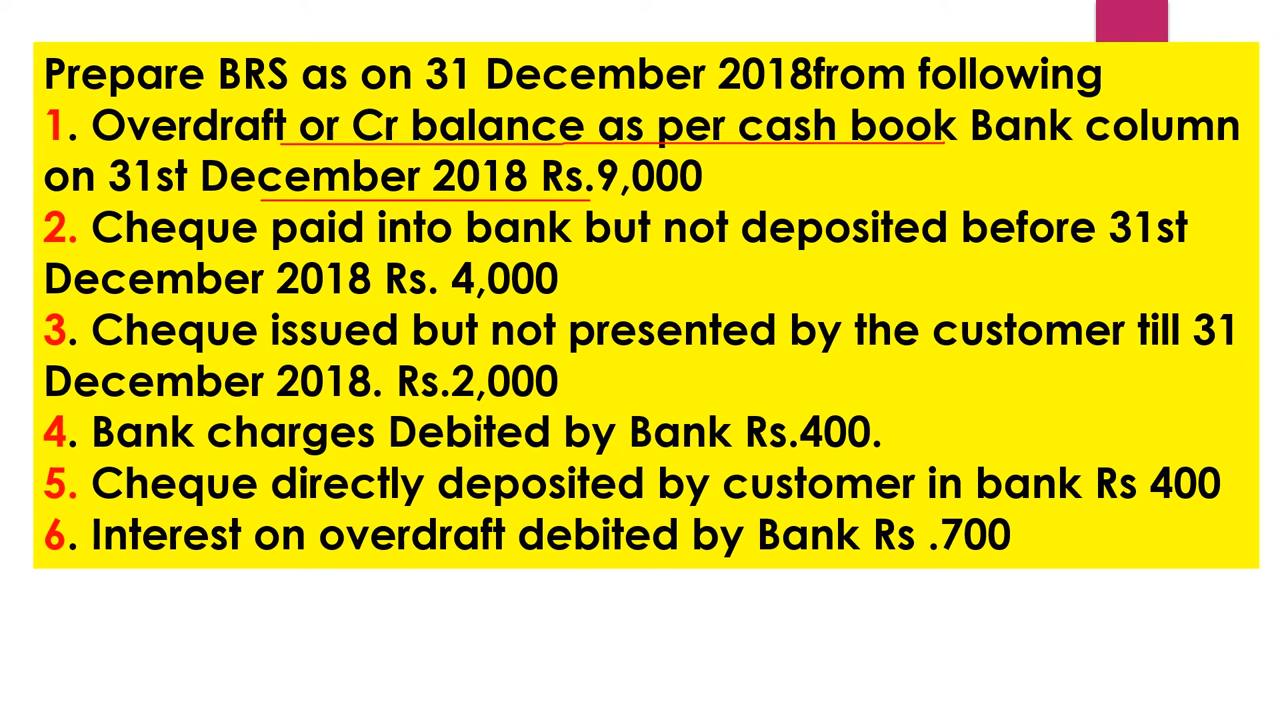 Prepare BRS as on 31 December 2018from following
1. Overdraft or Cr balance as per cash book Bank column
on 31st December 2018 Rs.9,000
2. Cheque paid into bank but not deposited before 31st
December 2018 Rs. 4,000
3. Cheque issued but not presented by the customer till 31
December 2018. Rs.2,000
4. Bank charges Debited by Bank Rs.400.
5. Cheque directly deposited by customer in bank Rs 400
6. Interest on overdraft debited by Bank Rs .700